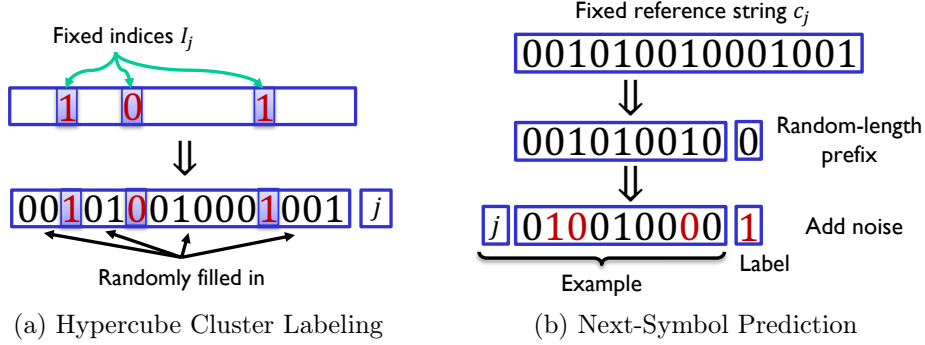 Fixed indices I_j
1 0 1
⇓
001010010001001 j
Randomly filled in
(a) Hypercube Cluster Labeling
Fixed reference string c_j
001010010001001
⇓
001010010 0
Random-length
prefix
⇓
j 010010000 1
Add noise
Example
Label
(b) Next-Symbol Prediction